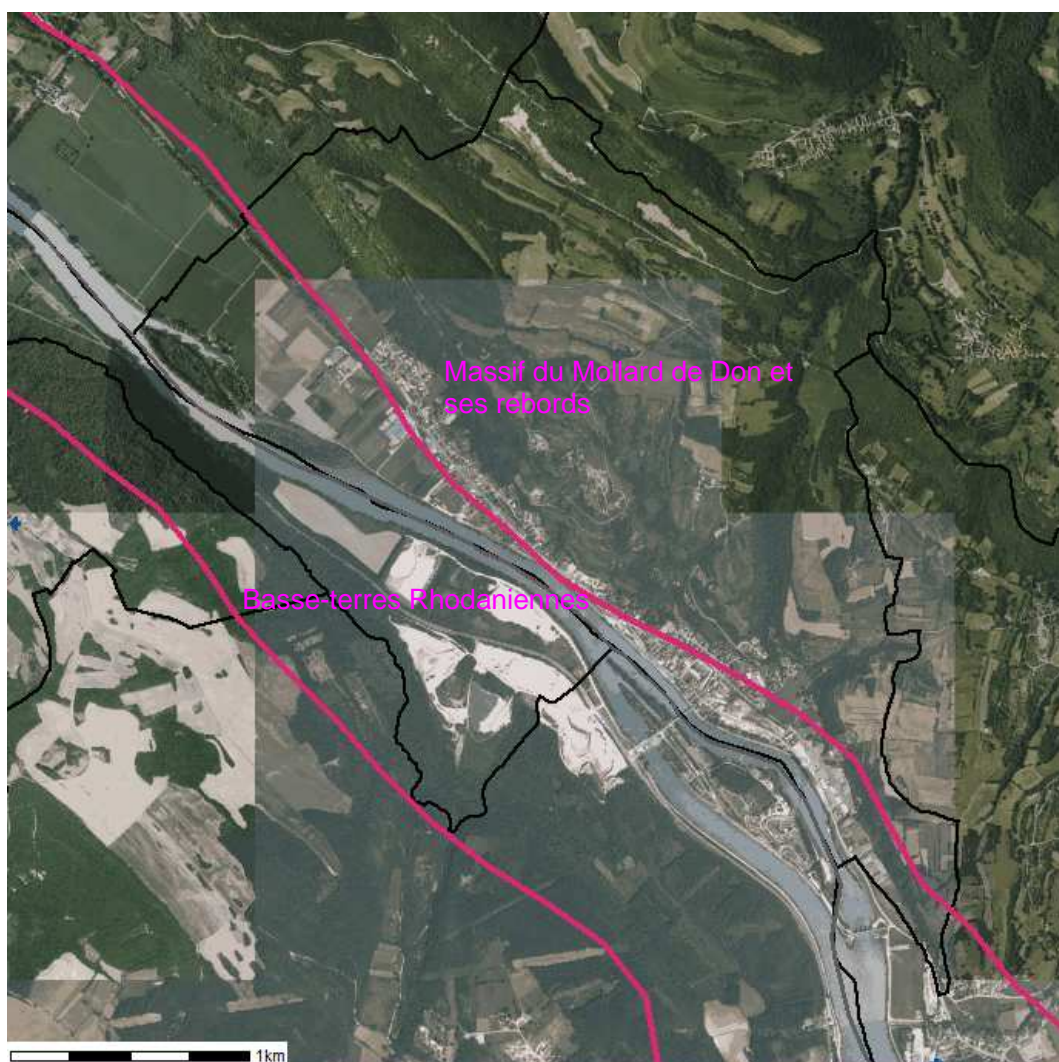 Massif du Mollard de Don et
ses rebords
Basse-terres Rhodaniennes
1km